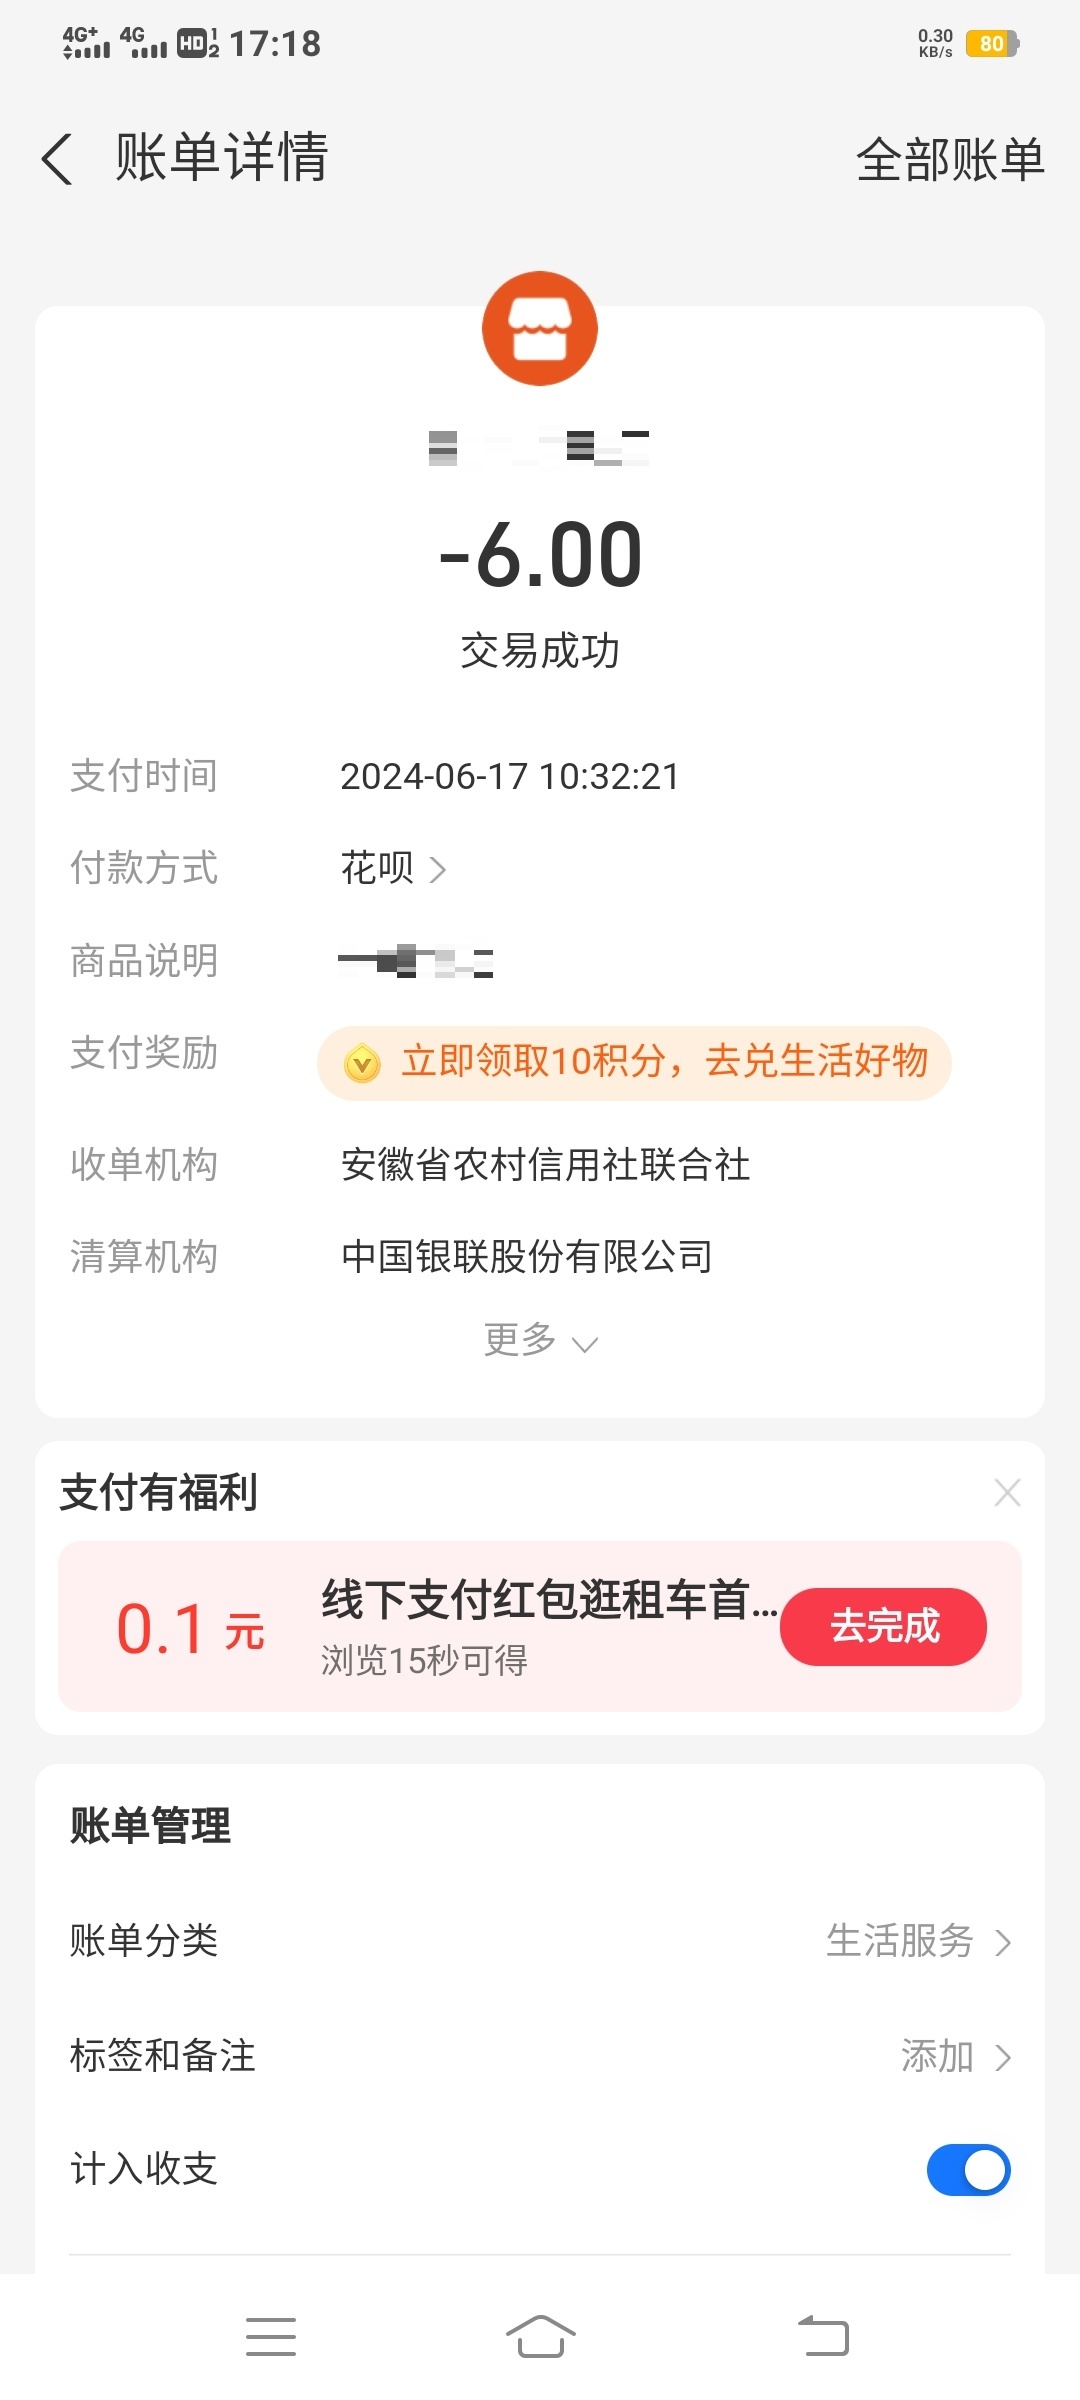 4G+ 4G HD 1 2 17:18 0.30 KB/s 80
账单详情 全部账单
-6.00
交易成功
支付时间 2024-06-17 10:32:21
付款方式 花呗
商品说明
支付奖励 立即领取10积分，去兑生活好物
收单机构 安徽省农村信用社联合社
清算机构 中国银联股份有限公司
更多
支付有福利
0.1 元 线下支付红包逛租车首... 去完成
浏览15秒可得
账单管理
账单分类 生活服务
标签和备注 添加
计入收支